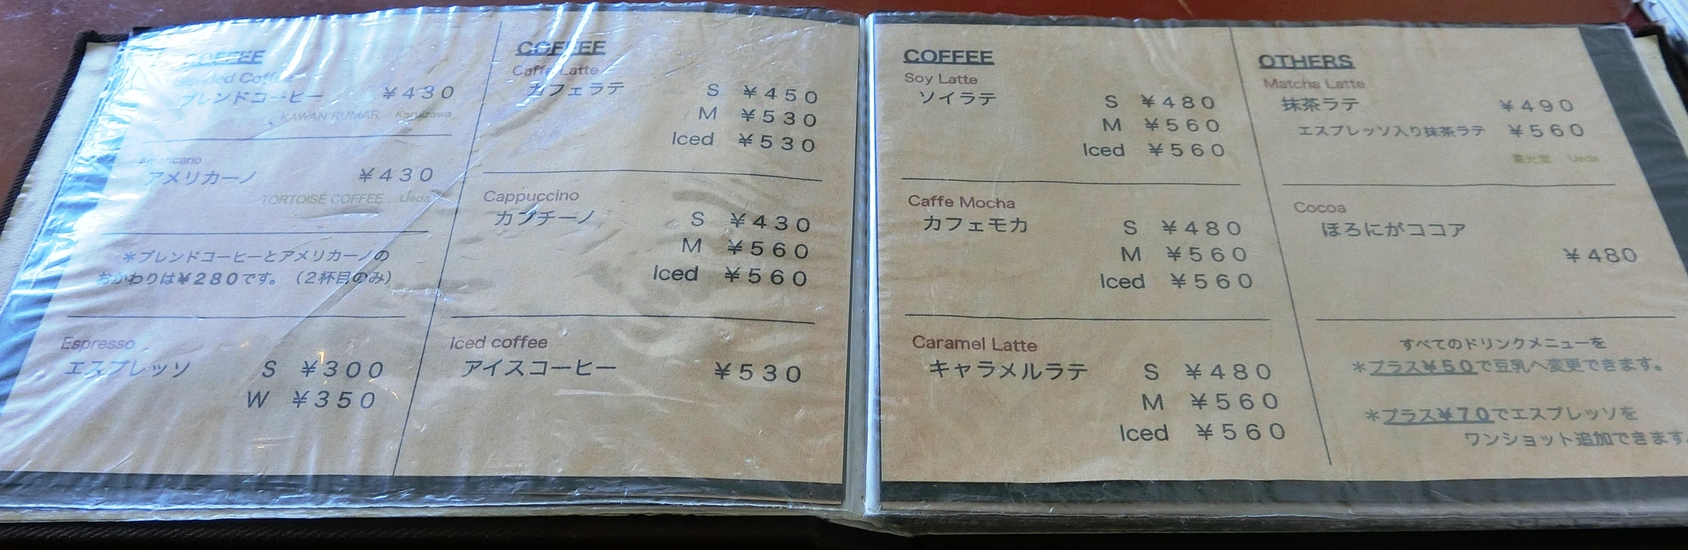 COFFEE
Blended Coffee
ブレンドコーヒー ¥430
KAWAN RUMAR Karuizawa
Americano
アメリカーノ ¥430
TORTOISE COFFEE Ueda
＊ブレンドコーヒーとアメリカーノの
おかわりは¥280です。（2杯目のみ）
Espresso
エスプレッソ S ¥300
W ¥350
COFFEE
Caffe Latte
カフェラテ S ¥450
M ¥530
Iced ¥530
Cappuccino
カプチーノ S ¥430
M ¥560
Iced ¥560
Iced coffee
アイスコーヒー ¥530
COFFEE
Soy Latte
ソイラテ S ¥480
M ¥560
Iced ¥560
Caffe Mocha
カフェモカ S ¥480
M ¥560
Iced ¥560
Caramel Latte
キャラメルラテ S ¥480
M ¥560
Iced ¥560
OTHERS
Matcha Latte
抹茶ラテ ¥490
エスプレッソ入り抹茶ラテ ¥560
Ueda
Cocoa
ほろにがココア
¥480
すべてのドリンクメニューを
＊プラス¥50で豆乳へ変更できます。
＊プラス¥70でエスプレッソを
ワンショット追加できます。